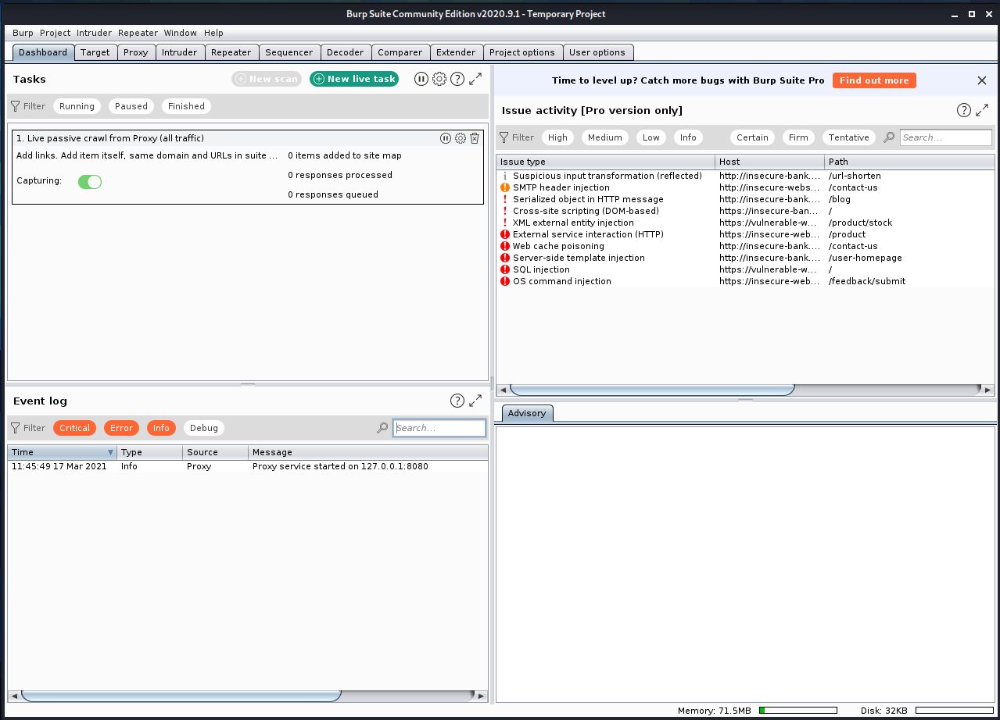 Burp Suite Community Edition v2020.9.1 - Temporary Project
Burp Project Intruder Repeater Window Help
Dashboard Target Proxy Intruder Repeater Sequencer Decoder Comparer Extender Project options User options
Tasks
New scan
New live task
Filter Running Paused Finished
1. Live passive crawl from Proxy (all traffic)
Add links. Add item itself, same domain and URLs in suite ... 0 items added to site map
0 responses processed
Capturing:
0 responses queued
Event log
Filter Critical Error Info Debug Search...
Time Type Source Message
11:45:49 17 Mar 2021 Info Proxy Proxy service started on 127.0.0.1:8080
Time to level up? Catch more bugs with Burp Suite Pro Find out more
Issue activity [Pro version only]
Filter High Medium Low Info Certain Firm Tentative Search...
Issue type Host Path
Suspicious input transformation (reflected) http://insecure-bank.... /url-shorten
SMTP header injection http://insecure-webs... /contact-us
Serialized object in HTTP message http://insecure-bank.... /blog
Cross-site scripting (DOM-based) https://insecure-ban... /
XML external entity injection https://vulnerable-w... /product/stock
External service interaction (HTTP) https://insecure-web... /product
Web cache poisoning http://insecure-bank.... /contact-us
Server-side template injection http://insecure-bank.... /user-homepage
SQL injection https://vulnerable-w... /
OS command injection https://insecure-web... /feedback/submit
Advisory
Memory: 71.5MB Disk: 32KB